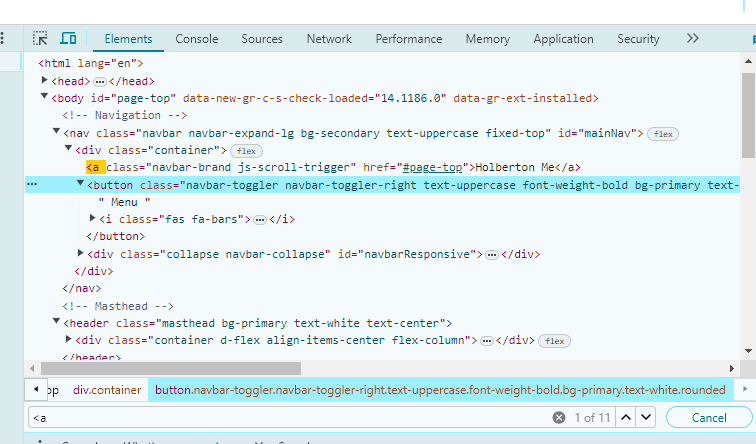 Elements Console Sources Network Performance Memory Application Security
<html lang="en">
<head> </head>
<body id="page-top" data-new-gr-c-s-check-loaded="14.1186.0" data-gr-ext-installed>
<!-- Navigation -->
<nav class="navbar navbar-expand-lg bg-secondary text-uppercase fixed-top" id="mainNav"> flex
<div class="container"> flex
<a class="navbar-brand js-scroll-trigger" href="#page-top">Holberton Me</a>
<button class="navbar-toggler navbar-toggler-right text-uppercase font-weight-bold bg-primary text-
" Menu "
<i class="fas fa-bars"> </i>
</button>
<div class="collapse navbar-collapse" id="navbarResponsive"> </div>
</div>
</nav>
<!-- Masthead -->
<header class="masthead bg-primary text-white text-center">
<div class="container d-flex align-items-center flex-column"> </div> flex
</header>
op div.container button.navbar-toggler.navbar-toggler-right.text-uppercase.font-weight-bold.bg-primary.text-white.rounded
<a 1 of 11 Cancel